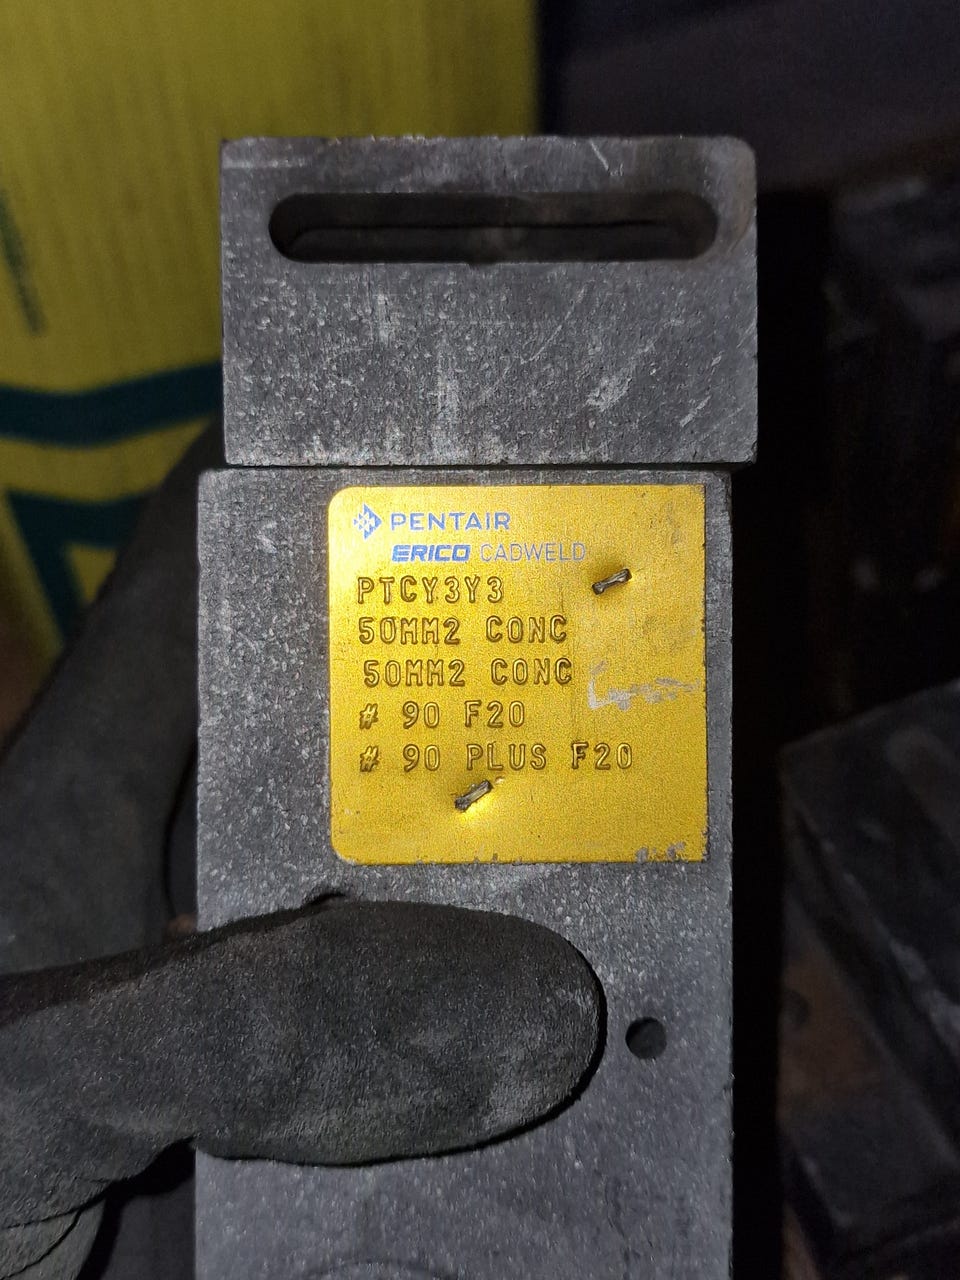 PENTAIR
ERICO CADWELD
PTCY3Y3
50MM2 CONC
50MM2 CONC
# 90 F20
# 90 PLUS F20